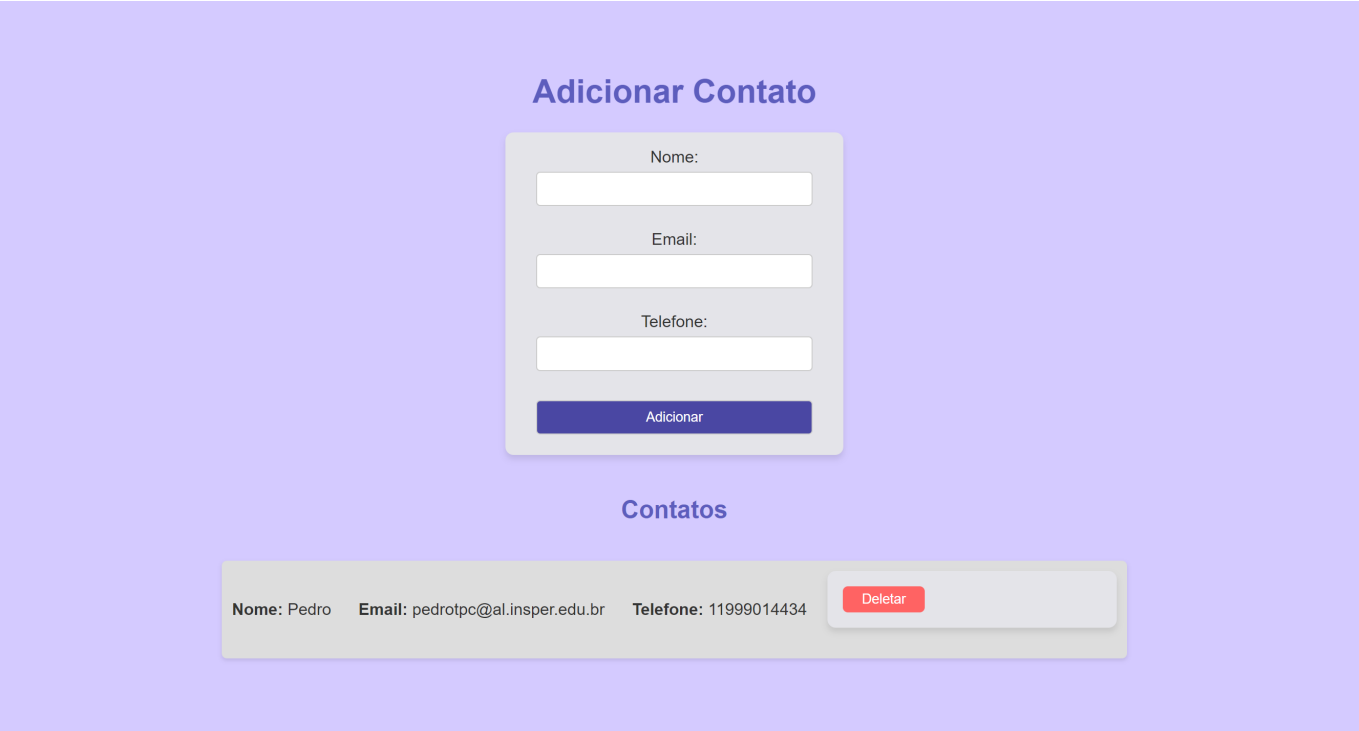 Adicionar Contato
Nome:
Email:
Telefone:
Adicionar
Contatos
Nome: Pedro Email: pedrotpc@al.insper.edu.br Telefone: 11999014434 Deletar